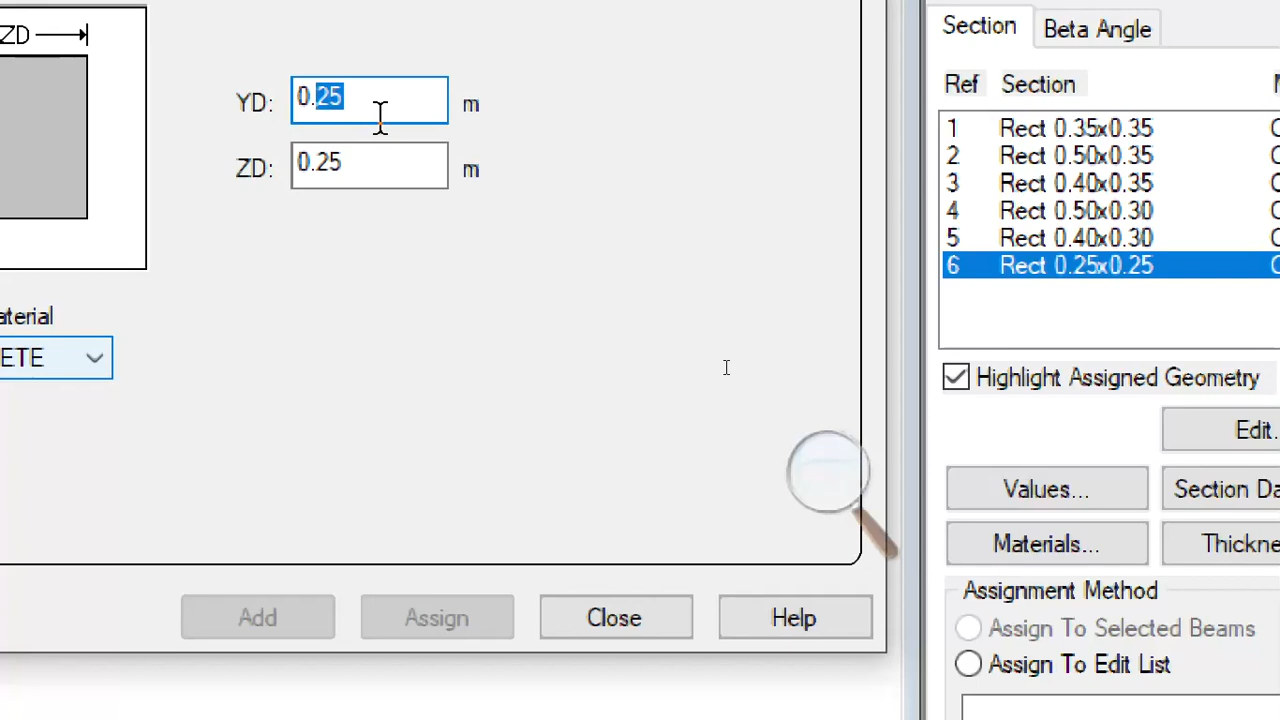 ZD
YD: 0.25 m
ZD: 0.25 m
aterial
ETE
Add
Assign
Close
Help
Section
Beta Angle
Ref Section
1 Rect 0.35x0.35 C
2 Rect 0.50x0.35 C
3 Rect 0.40x0.35 C
4 Rect 0.50x0.30 C
5 Rect 0.40x0.30 C
6 Rect 0.25x0.25 C
Highlight Assigned Geometry
Edit.
Values...
Section Da
Materials...
Thickne
Assignment Method
Assign To Selected Beams
Assign To Edit List